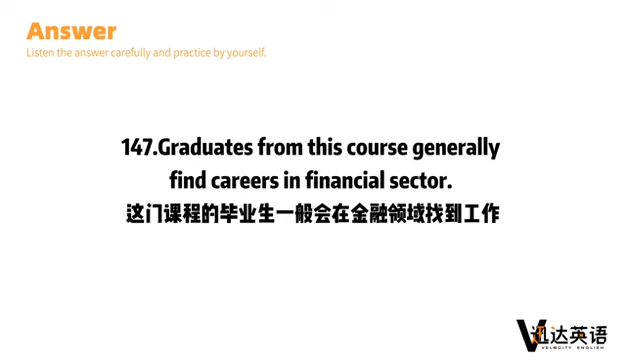 Answer
Listen the answer carefully and practice by yourself.
147.Graduates from this course generally
find careers in financial sector.
这门课程的毕业生一般会在金融领域找到工作
V迅达英语
VELOCITY ENGLISH